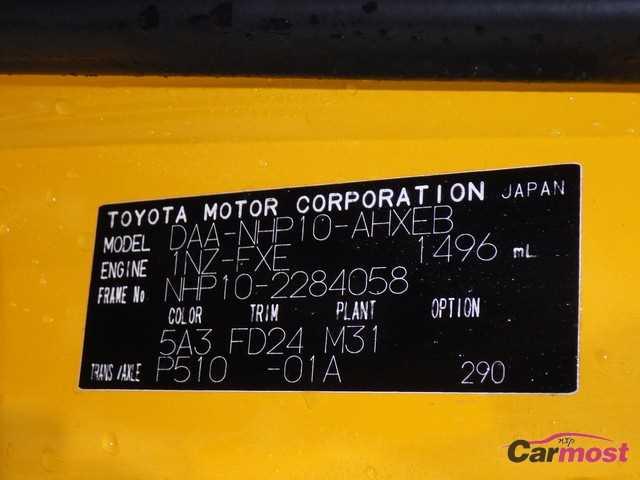 TOYOTA MOTOR CORPORATION JAPAN
MODEL DAA-NHP10-AHXEB
ENGINE 1NZ-FXE 1496 mL
FRAME No NHP10-2284058
COLOR TRIM PLANT OPTION
5A3 FD24 M31
TRANS/AXLE P510 -01A 290
nxp
Carmost